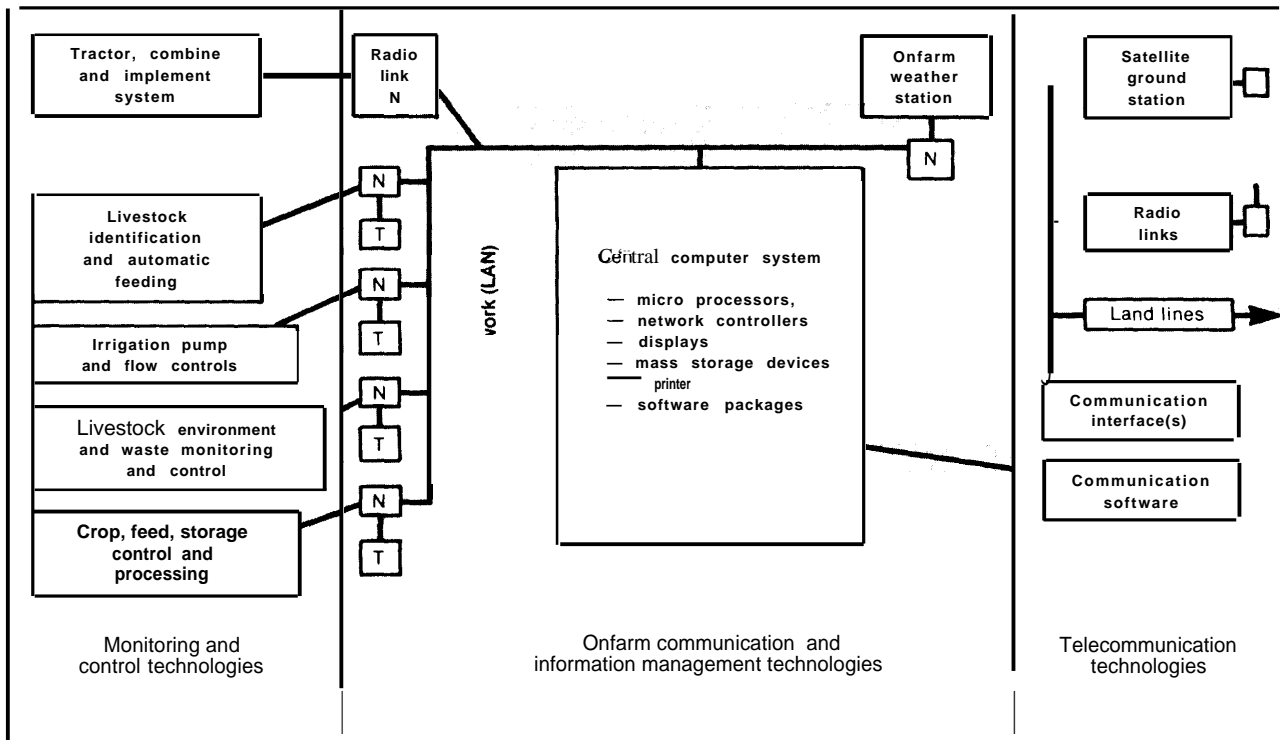 Tractor, combine
and implement
system
Radio
link
N
Onfarm
weather
station
N
Satellite
ground
station
Livestock
identification
and automatic
feeding
N
T
Irrigation pump
and flow controls
N
T
Livestock environment
and waste monitoring
and control
N
T
Crop, feed, storage
control and
processing
N
T
vork (LAN)
Central computer system
— micro processors,
— network controllers
— displays
— mass storage devices
— printer
— software packages
Radio
links
Land lines
Communication
interface(s)
Communication
software
Monitoring and
control technologies
Onfarm communication and
information management technologies
Telecommunication
technologies